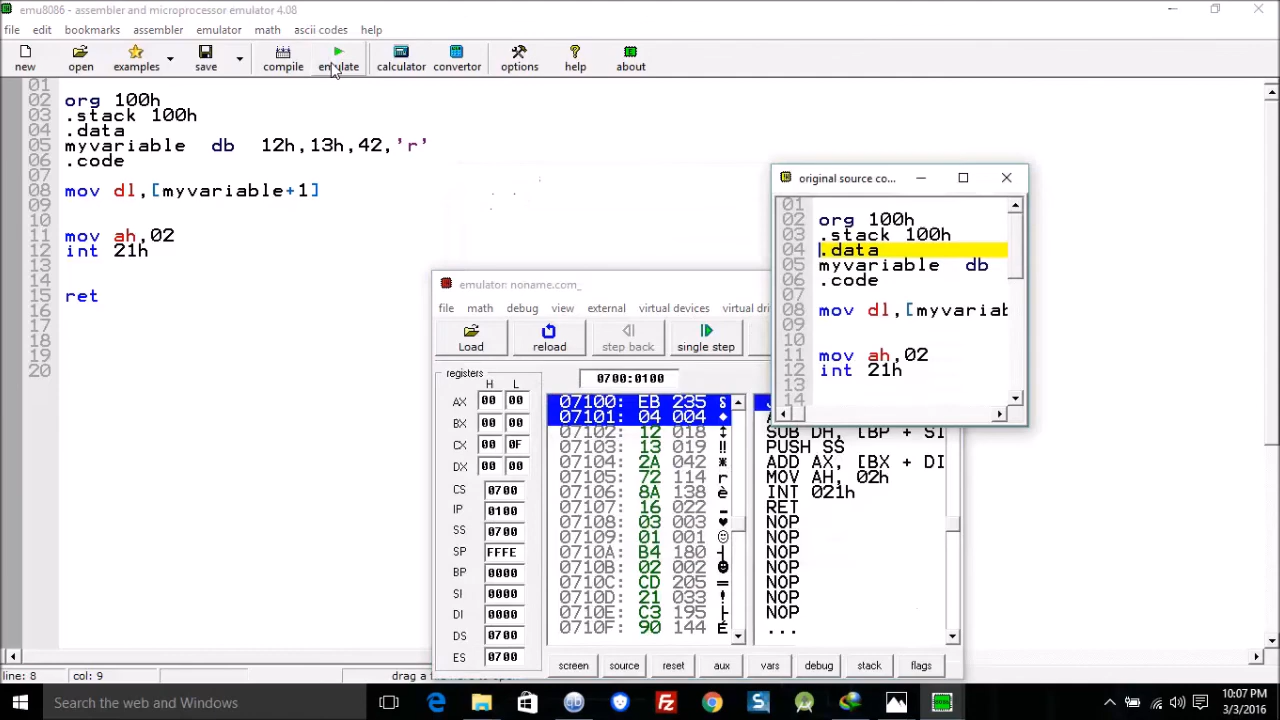 emu8086 - assembler and microprocessor emulator 4.08
file edit bookmarks assembler emulator math ascii codes help
new open examples save compile emulate calculator convertor options help about
01
02 org 100h
03 .stack 100h
04 .data
05 myvariable db 12h,13h,42,'r'
06 .code
07
08 mov dl,[myvariable+1]
09
10
11 mov ah,02
12 int 21h
13
14
15 ret
16
17
18
19
20
original source co...
01
02 org 100h
03 .stack 100h
04 .data
05 myvariable db
06 .code
07
08 mov dl,[myvariab
09
10
11 mov ah,02
12 int 21h
13
14
emulator: noname.com_
file math debug view external virtual devices virtual dri
Load reload step back single step
registers
H L
0700:0100
AX 00 00
BX 00 00
CX 00 0F
DX 00 00
CS 0700
IP 0100
SS 0700
SP FFFE
BP 0000
SI 0000
DI 0000
DS 0700
ES 0700
07100: EB 235 δ
07101: 04 004 ♦
07102: 12 018 ↕
07103: 13 019 ‼
07104: 2A 042 *
07105: 72 114 r
07106: 8A 138 è
07107: 16 022 ▬
07108: 03 003 ♥
07109: 01 001 ☺
0710A: B4 180 ┤
0710B: 02 002 ☻
0710C: CD 205 ═
0710D: 21 033 !
0710E: C3 195 ├
0710F: 90 144 É
SUB DH, [BP + SI
PUSH SS
ADD AX, [BX + DI
MOV AH, 02h
INT 021h
RET
NOP
NOP
NOP
NOP
NOP
NOP
NOP
...
screen source reset aux vars debug stack flags
line: 8 col: 9 drag a
Search the web and Windows
10:07 PM
3/3/2016